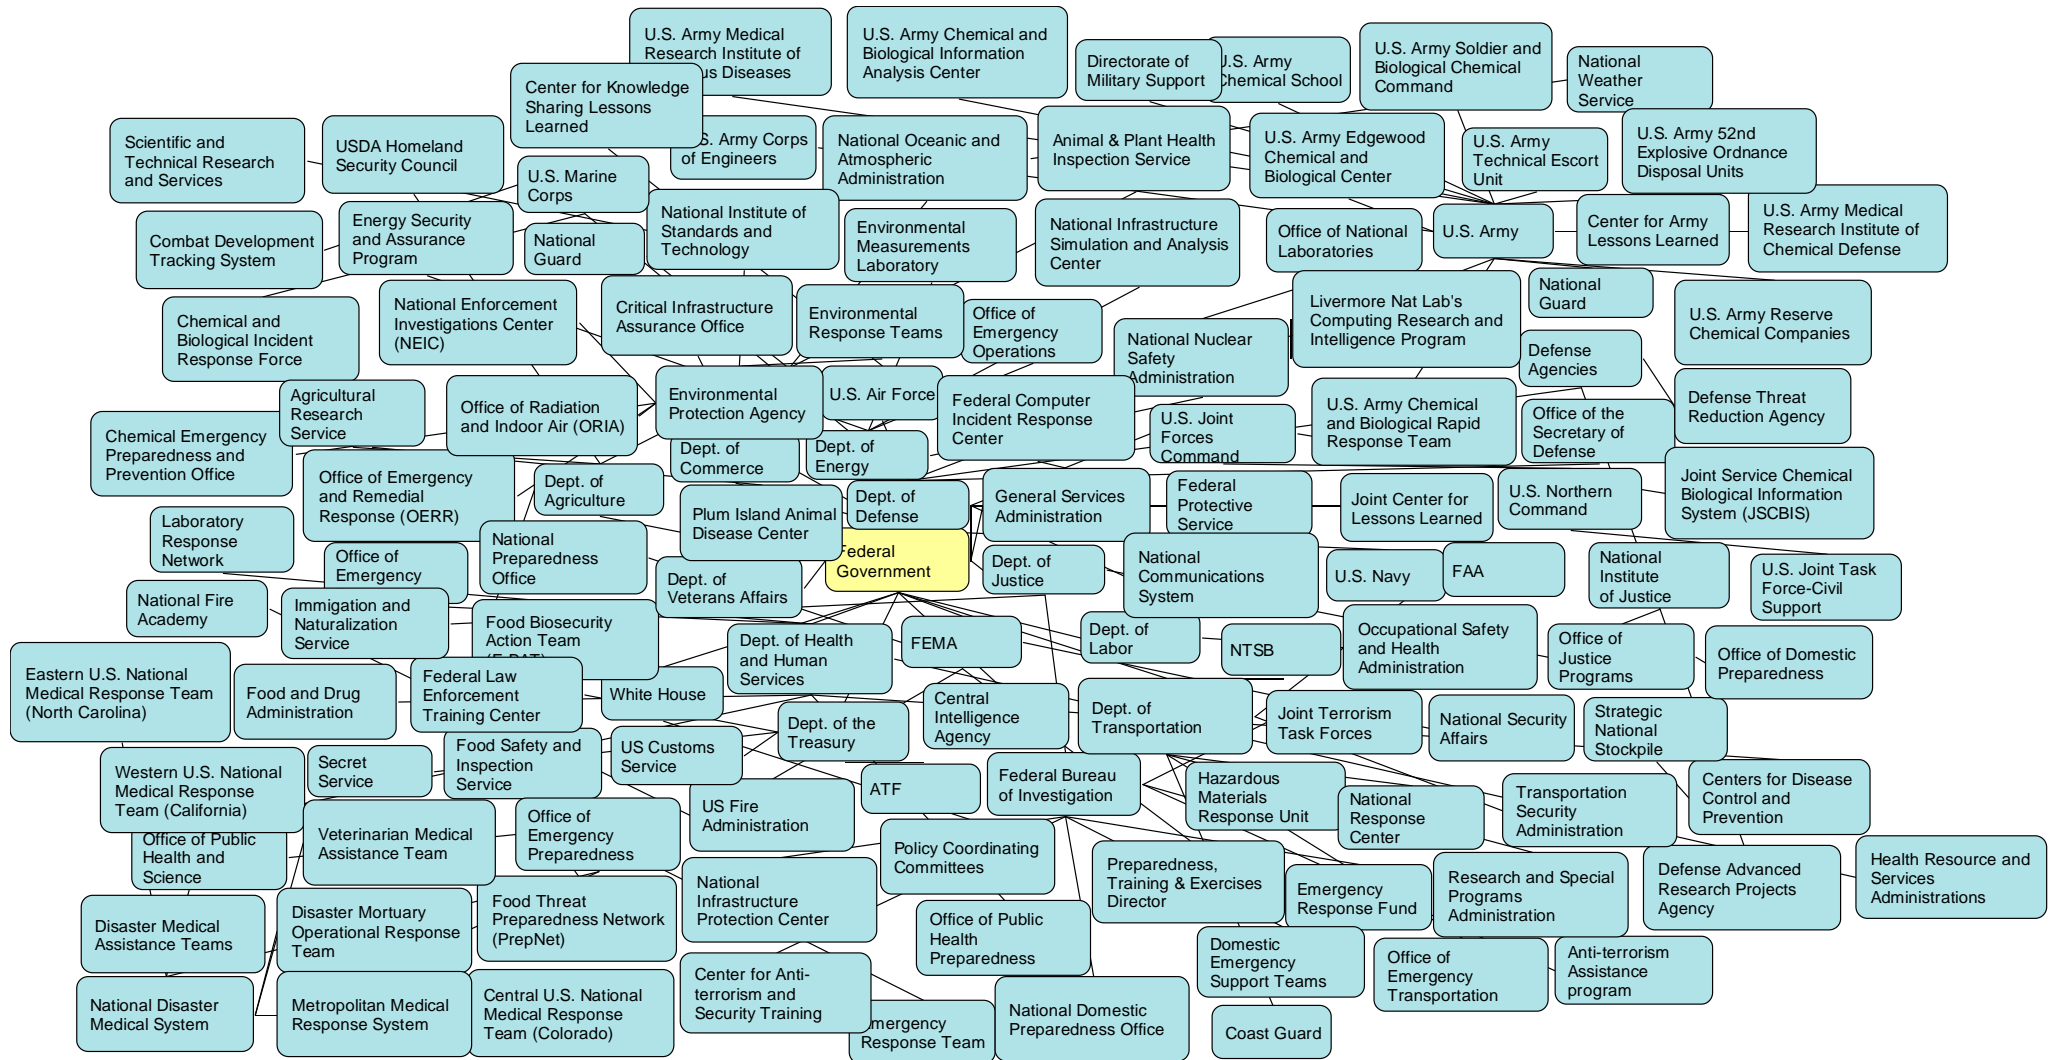 U.S. Army Medical
Research Institute of
us Diseases
U.S. Army Chemical and
Biological Information
Analysis Center
Directorate of
Military Support
U.S. Army
Chemical School
U.S. Army Soldier and
Biological Chemical
Command
National
Weather
Service
Center for Knowledge
Sharing Lessons
Learned
Scientific and
Technical Research
and Services
USDA Homeland
Security Council
U.S. Marine
Corps
S. Army Corps
of Engineers
National Oceanic and
Atmospheric
Administration
Animal & Plant Health
Inspection Service
U.S. Army Edgewood
Chemical and
Biological Center
U.S. Army
Technical Escort
Unit
U.S. Army 52nd
Explosive Ordnance
Disposal Units
Combat Development
Tracking System
Energy Security
and Assurance
Program
National
Guard
National Institute of
Standards and
Technology
Environmental
Measurements
Laboratory
National Infrastructure
Simulation and Analysis
Center
Office of National
Laboratories
U.S. Army
Center for Army
Lessons Learned
U.S. Army Medical
Research Institute of
Chemical Defense
Chemical and
Biological Incident
Response Force
National Enforcement
Investigations Center
(NEIC)
Critical Infrastructure
Assurance Office
Environmental
Response Teams
Office of
Emergency
Operations
National Nuclear
Safety
Administration
Livermore Nat Lab's
Computing Research and
Intelligence Program
National
Guard
Defense
Agencies
U.S. Army Reserve
Chemical Companies
Agricultural
Research
Service
Chemical Emergency
Preparedness and
Prevention Office
Office of Radiation
and Indoor Air (ORIA)
Environmental
Protection Agency
U.S. Air Force
Federal Computer
Incident Response
Center
U.S. Joint
Forces
Command
U.S. Army Chemical
and Biological Rapid
Response Team
Office of the
Secretary of
Defense
Defense Threat
Reduction Agency
Office of Emergency
and Remedial
Response (OERR)
Dept. of
Agriculture
Dept. of
Commerce
Dept. of
Energy
Plum Island Animal
Disease Center
Dept. of
Defense
General Services
Administration
Federal
Protective
Service
Joint Center for
Lessons Learned
U.S. Northern
Command
Joint Service Chemical
Biological Information
System (JSCBIS)
Laboratory
Response
Network
Office of
Emergency
National
Preparedness
Office
Dept. of
Veterans Affairs
Federal
Government
Dept. of
Justice
National
Communications
System
U.S. Navy
FAA
National
Institute
of Justice
U.S. Joint Task
Force-Civil
Support
National Fire
Academy
Immigation and
Naturalization
Service
Food Biosecurity
Action Team
Dept. of Health
and Human
Services
FEMA
Dept. of
Labor
NTSB
Occupational Safety
and Health
Administration
Office of
Justice
Programs
Office of Domestic
Preparedness
Eastern U.S. National
Medical Response Team
(North Carolina)
Food and Drug
Administration
Federal Law
Enforcement
Training Center
White House
Dept. of the
Treasury
Central
Intelligence
Agency
Dept. of
Transportation
Joint Terrorism
Task Forces
National Security
Affairs
Strategic
National
Stockpile
Western U.S. National
Medical Response
Team (California)
Secret
Service
Food Safety and
Inspection
Service
US Customs
Service
US Fire
Administration
ATF
Federal Bureau
of Investigation
Hazardous
Materials
Response Unit
National
Response
Center
Transportation
Security
Administration
Centers for Disease
Control and
Prevention
Office of Public
Health and
Science
Veterinarian Medical
Assistance Team
Office of
Emergency
Preparedness
Policy Coordinating
Committees
Preparedness,
Training & Exercises
Director
Emergency
Response Fund
Research and Special
Programs
Administration
Defense Advanced
Research Projects
Agency
Health Resource and
Services
Administrations
Disaster Medical
Assistance Teams
Disaster Mortuary
Operational Response
Team
Food Threat
Preparedness Network
(PrepNet)
National
Infrastructure
Protection Center
Office of Public
Health
Preparedness
Domestic
Emergency
Support Teams
Office of
Emergency
Transportation
Anti-terrorism
Assistance
program
National Disaster
Medical System
Metropolitan Medical
Response System
Central U.S. National
Medical Response
Team (Colorado)
Center for Anti-
terrorism and
Security Training
Emergency
Response Team
National Domestic
Preparedness Office
Coast Guard